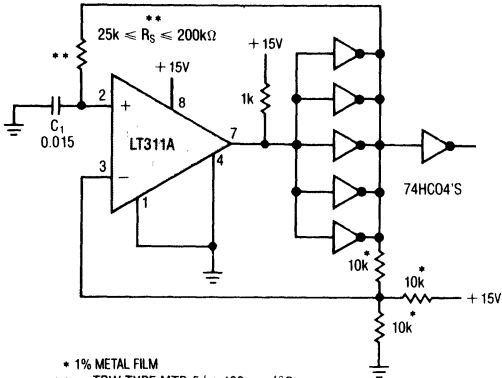 **
25k ≤ RS ≤ 200kΩ
**
+15V
+15V
1k
2
+
8
C1
0.015
LT311A
7
4
3
−
1
74HC04'S
10k*
10k*
+15V
10k*
* 1% METAL FILM